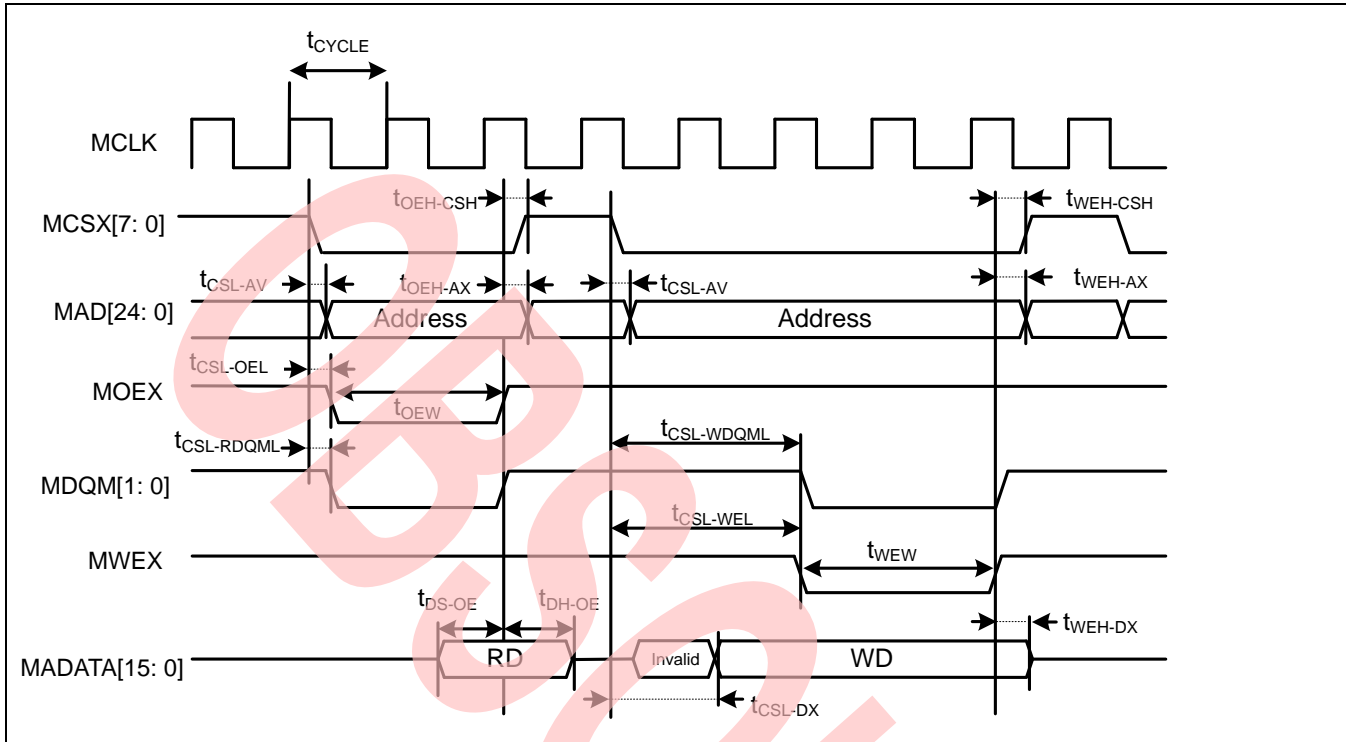 tCYCLE
MCLK
tOEH-CSH
tWEH-CSH
MCSX[7: 0]
tCSL-AV
tOEH-AX
tCSL-AV
tWEH-AX
MAD[24: 0]
Address
Address
tCSL-OEL
MOEX
tOEW
tCSL-WDQML
tCSL-RDQML
MDQM[1: 0]
tCSL-WEL
MWEX
tWEW
tDS-OE
tDH-OE
tWEH-DX
MADATA[15: 0]
RD
Invalid
WD
tCSL-DX